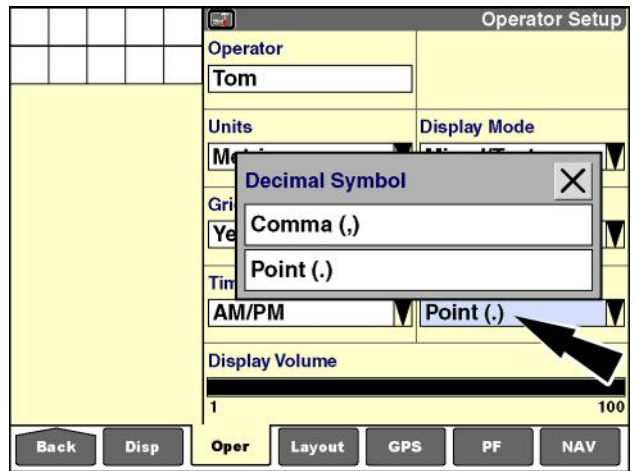 Operator Setup
Operator
Tom
Units
Display Mode
Decimal Symbol
Comma (,)
Point (.)
AM/PM
Point (.)
Display Volume
1
100
Back
Disp
Oper
Layout
GPS
PF
NAV